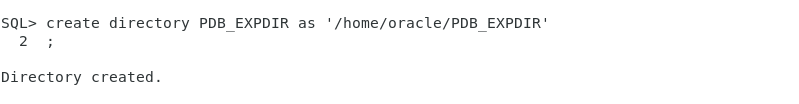 SQL> create directory PDB_EXPDIR as '/home/oracle/PDB_EXPDIR'
  2  ;
Directory created.